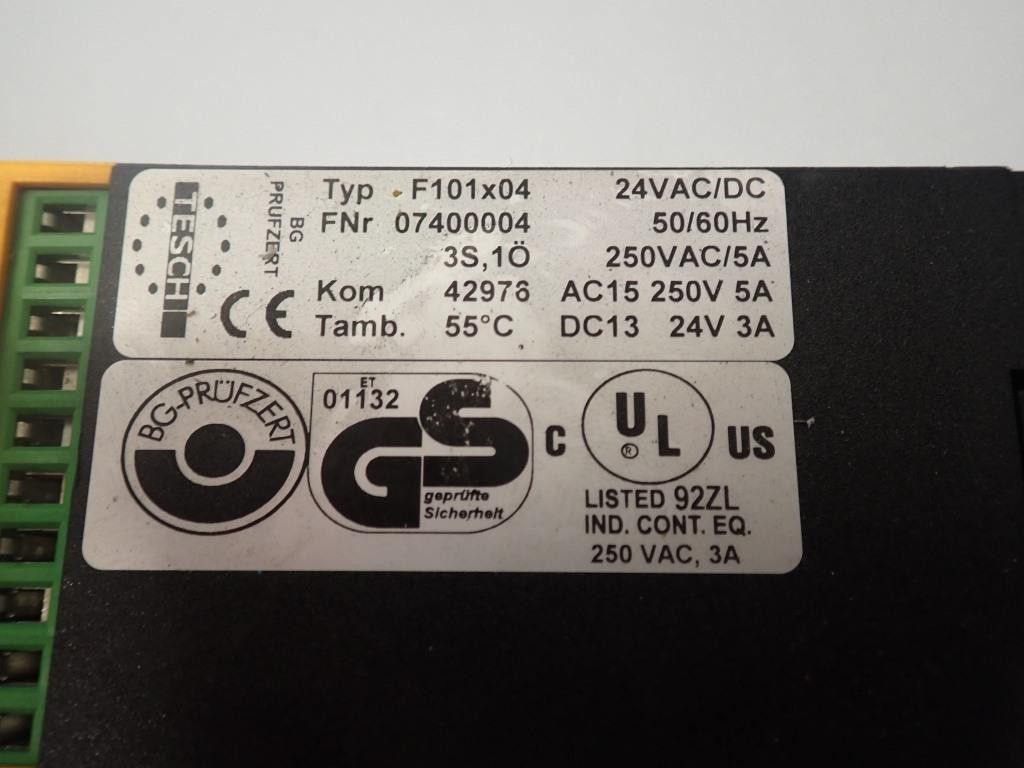 TESCH
BG
PRÜFZERT
CE
Typ F101x04 24VAC/DC
FNr 07400004 50/60Hz
3S,1Ö 250VAC/5A
Kom 42978 AC15 250V 5A
Tamb. 55°C DC13 24V 3A
BG-PRÜFZERT
ET
01132
GS
geprüfte
Sicherheit
C UL® US
LISTED 92ZL
IND. CONT. EQ.
250 VAC, 3A